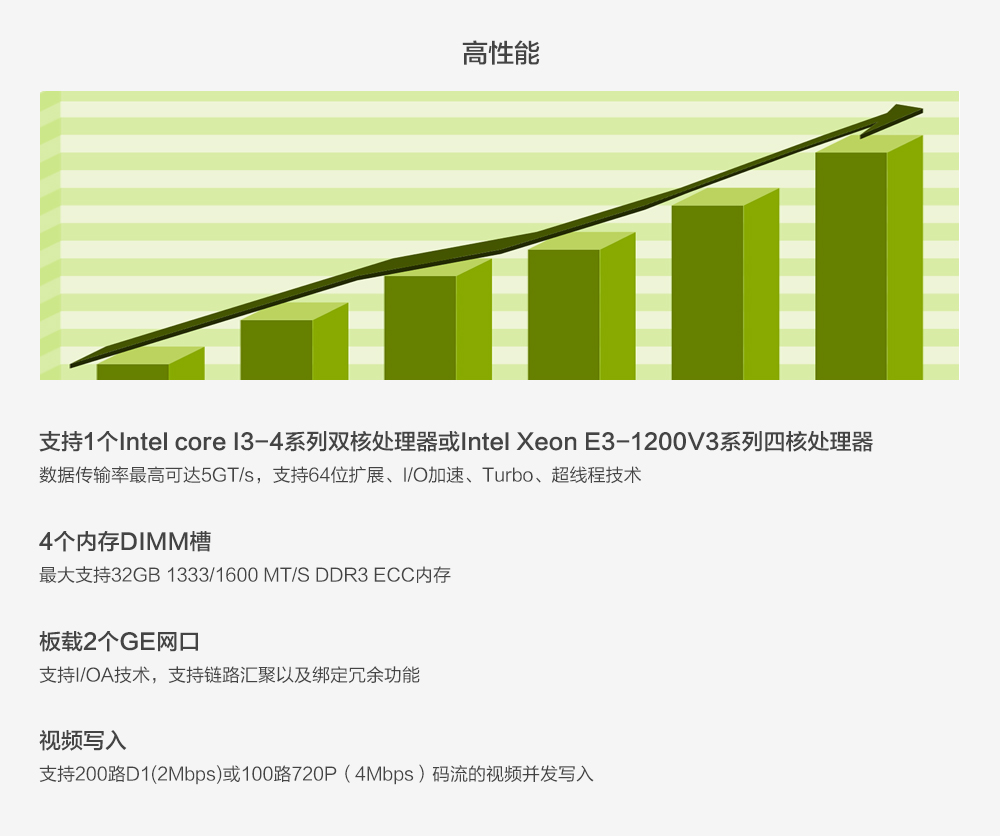 高性能
支持1个Intel core I3-4系列双核处理器或Intel Xeon E3-1200V3系列四核处理器
数据传输率最高可达5GT/s，支持64位扩展、I/O加速、Turbo、超线程技术
4个内存DIMM槽
最大支持32GB 1333/1600 MT/S DDR3 ECC内存
板载2个GE网口
支持I/OA技术，支持链路汇聚以及绑定冗余功能
视频写入
支持200路D1(2Mbps)或100路720P（4Mbps）码流的视频并发写入